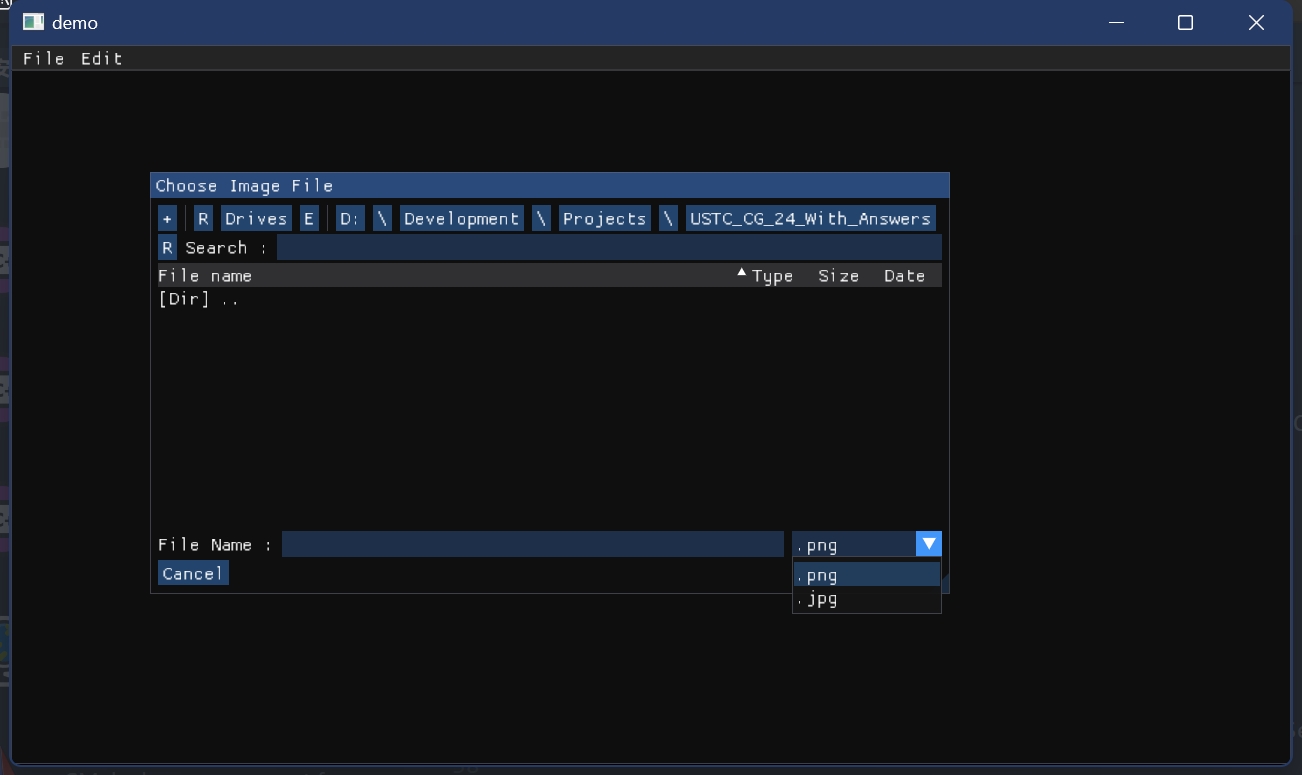 demo
File Edit
Choose Image File
+ R Drives E D: \ Development \ Projects \ USTC_CG_24_With_Answers
R Search :
File name Type Size Date
[Dir] ..
File Name : .png
.png
Cancel
.jpg